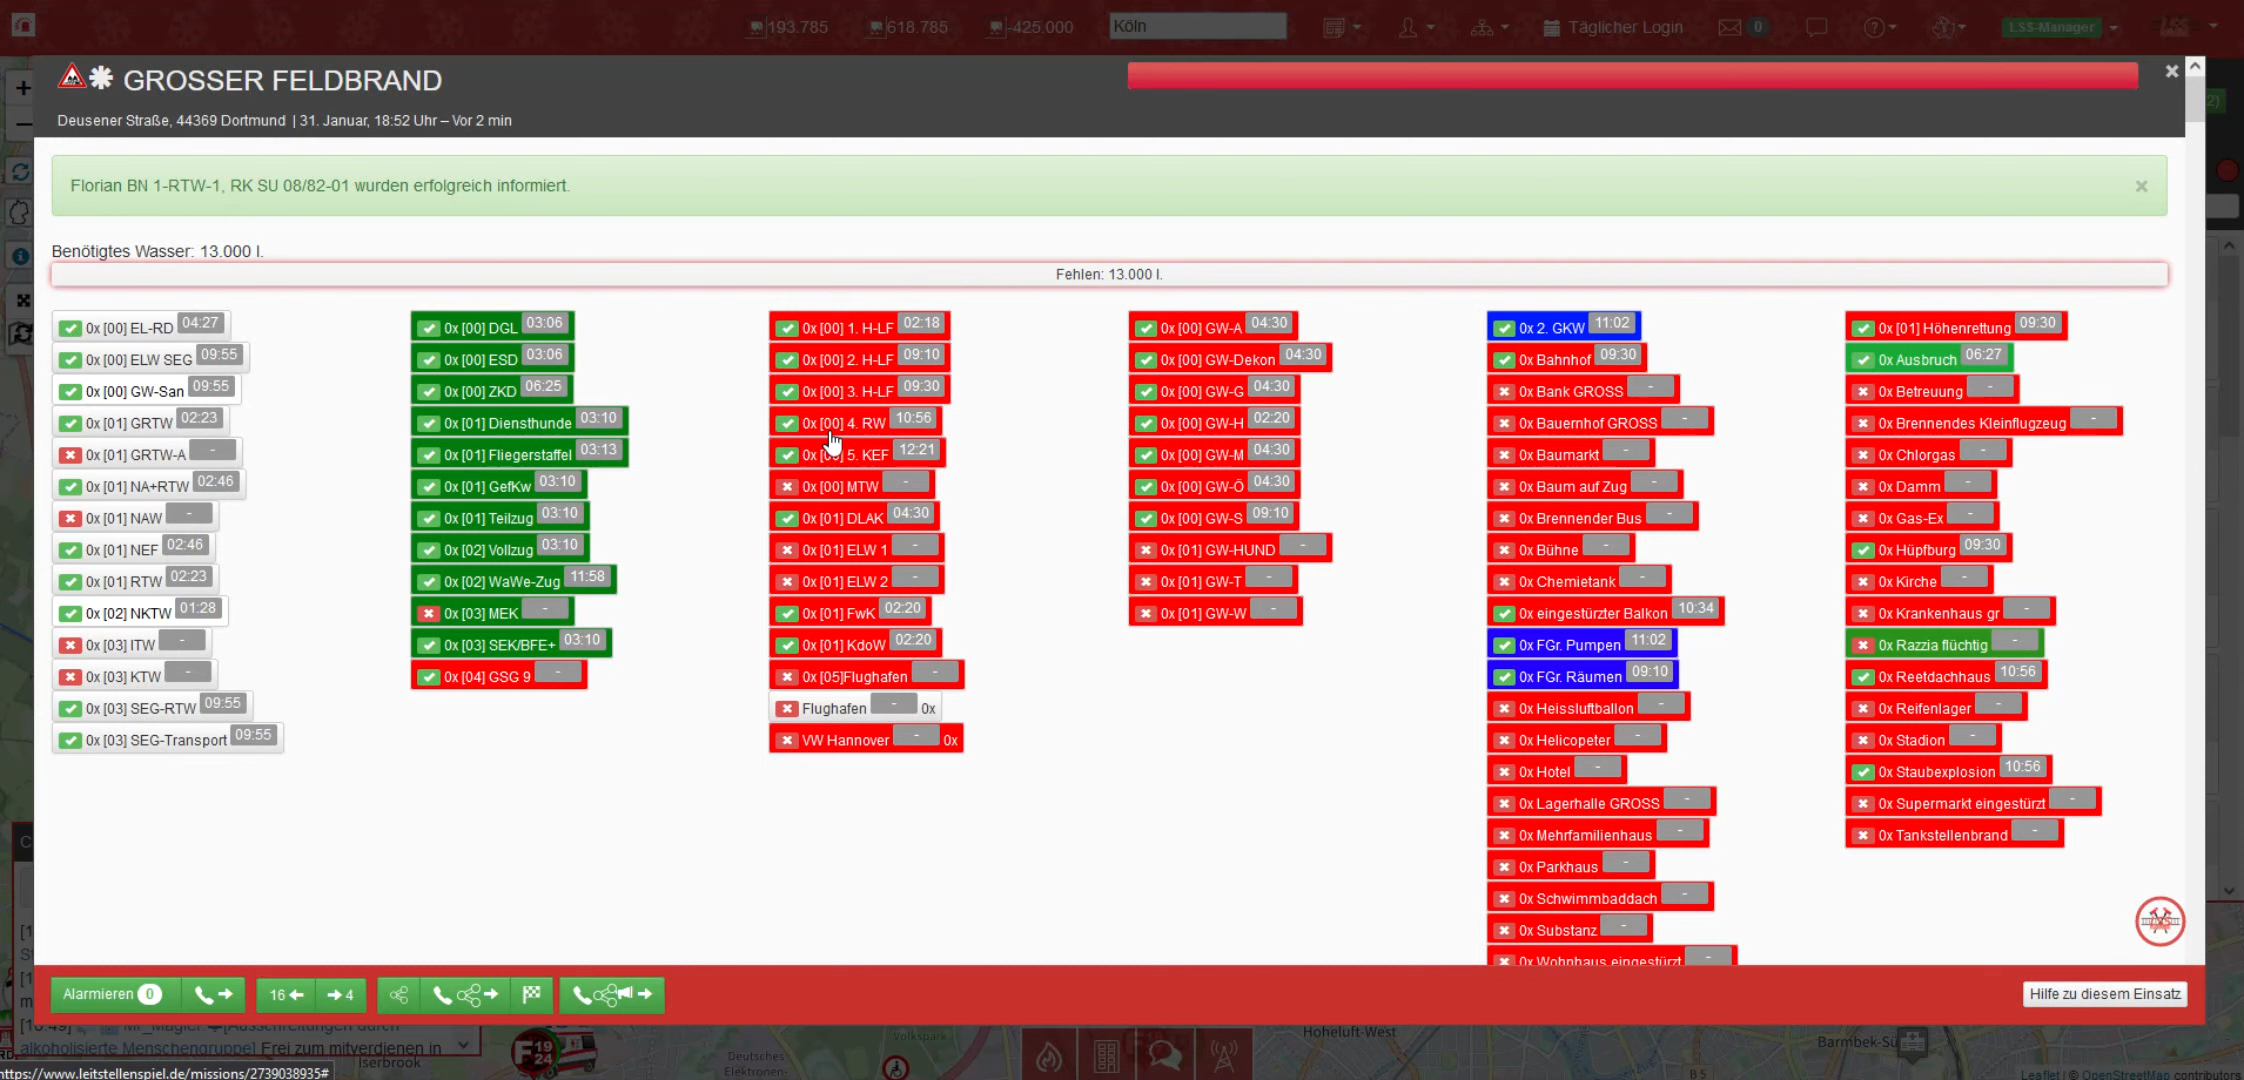 193.785
618.785
-425.000
Köln
Täglicher Login
0
LSS-Manager
GROSSER FELDBRAND
Deusener Straße, 44369 Dortmund | 31. Januar, 18:52 Uhr – Vor 2 min
Florian BN 1-RTW-1, RK SU 08/82-01 wurden erfolgreich informiert.
Benötigtes Wasser: 13.000 l.
Fehlen: 13.000 l.
0x [00] EL-RD 04:27
0x [00] ELW SEG 09:55
0x [00] GW-San 09:55
0x [01] GRTW 02:23
0x [01] GRTW-A -
0x [01] NA+RTW 02:46
0x [01] NAW -
0x [01] NEF 02:46
0x [01] RTW 02:23
0x [02] NKTW 01:28
0x [03] ITW -
0x [03] KTW -
0x [03] SEG-RTW 09:55
0x [03] SEG-Transport 09:55
0x [00] DGL 03:06
0x [00] ESD 03:06
0x [00] ZKD 06:25
0x [01] Diensthunde 03:10
0x [01] Fliegerstaffel 03:13
0x [01] GefKw 03:10
0x [01] Teilzug 03:10
0x [02] Vollzug 03:10
0x [02] WaWe-Zug 11:58
0x [03] MEK -
0x [03] SEK/BFE+ 03:10
0x [04] GSG 9 -
0x [00] 1. H-LF 02:18
0x [00] 2. H-LF 09:10
0x [00] 3. H-LF 09:30
0x [00] 4. RW 10:56
0x 5. KEF 12:21
0x [00] MTW -
0x [01] DLAK 04:30
0x [01] ELW 1 -
0x [01] ELW 2 -
0x [01] FwK 02:20
0x [01] KdoW 02:20
0x [05]Flughafen -
Flughafen - 0x
VW Hannover - 0x
0x [00] GW-A 04:30
0x [00] GW-Dekon 04:30
0x [00] GW-G 04:30
0x [00] GW-H 02:20
0x [00] GW-M 04:30
0x [00] GW-Ö 04:30
0x [00] GW-S 09:10
0x [01] GW-HUND -
0x [01] GW-T -
0x [01] GW-W -
0x 2. GKW 11:02
0x Bahnhof 09:30
0x Bank GROSS -
0x Bauernhof GROSS -
0x Baumarkt -
0x Baum auf Zug -
0x Brennender Bus -
0x Bühne -
0x Chemietank -
0x eingestürzter Balkon 10:34
0x FGr. Pumpen 11:02
0x FGr. Räumen 09:10
0x Heissluftballon -
0x Helicopeter -
0x Hotel -
0x Lagerhalle GROSS -
0x Mehrfamilienhaus -
0x Parkhaus -
0x Schwimmbaddach -
0x Substanz -
0x Wohnhaus eingestürzt -
0x [01] Höhenrettung 09:30
0x Ausbruch 06:27
0x Betreuung -
0x Brennendes Kleinflugzeug -
0x Chlorgas -
0x Damm -
0x Gas-Ex -
0x Hüpfburg 09:30
0x Kirche -
0x Krankenhaus gr -
0x Razzia flüchtig -
0x Reetdachhaus 10:56
0x Reifenlager -
0x Stadion -
0x Staubexplosion 10:56
0x Supermarkt eingestürzt -
0x Tankstellenbrand -
Alarmieren 0
16
4
Hilfe zu diesem Einsatz
alkoholisierte Menschengruppe] Frei zum mitverdienen in
Iserbrook
F 19 24
Volkspark
Deutsches
Elektronen-
Hoheluft-West
Barmbek-Sü
B 5
https://www.leitstellenspiel.de/missions/2739038935#
Leaflet | © OpenStreetMap contributors